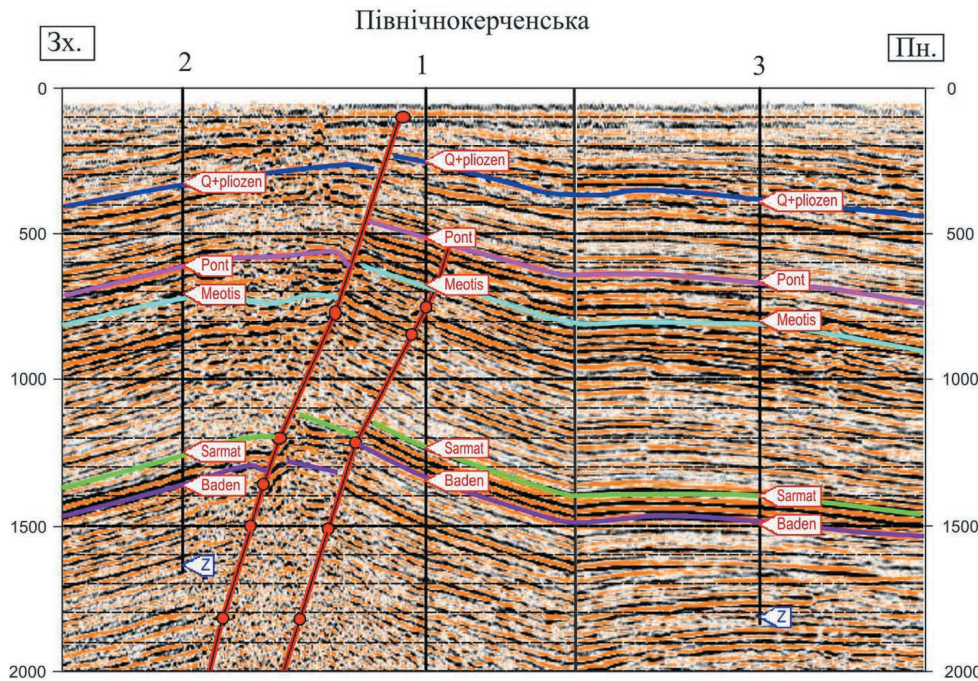 Північнокерченська
Зх.
Пн.
2
1
3
0
0
Q+pliozen
Q+pliozen
Q+pliozen
500
500
Pont
Pont
Pont
Meotis
Meotis
Meotis
1000
1000
Sarmat
Sarmat
Sarmat
Baden
Baden
Baden
1500
1500
Z
Z
2000
2000